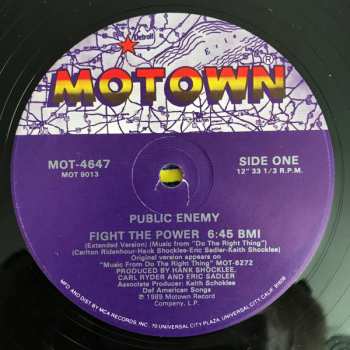 Detroit
Erie
MOTOWN®
MOT-4647
SIDE ONE
MOT 9013
12" 33 1/3 R.P.M.
PUBLIC ENEMY
FIGHT THE POWER 6:45 BMI
(Extended Version) (Music from "Do The Right Thing")
(Carlton Ridenhour-Hank Shocklee-Eric Sadler-Keith Shocklee)
Original version appears on
"Music From Do The Right Thing" MOT-6272
PRODUCED BY HANK SHOCKLEE,
CARL RYDER AND ERIC SADLER
Associate Producer: Keith Schoklee
Def American Songs
℗ 1989 Motown Record
Company, L.P.
MFG AND DIST BY MCA RECORDS INC., 70 UNIVERSAL CITY PLAZA, UNIVERSAL CITY CALIF. 91608